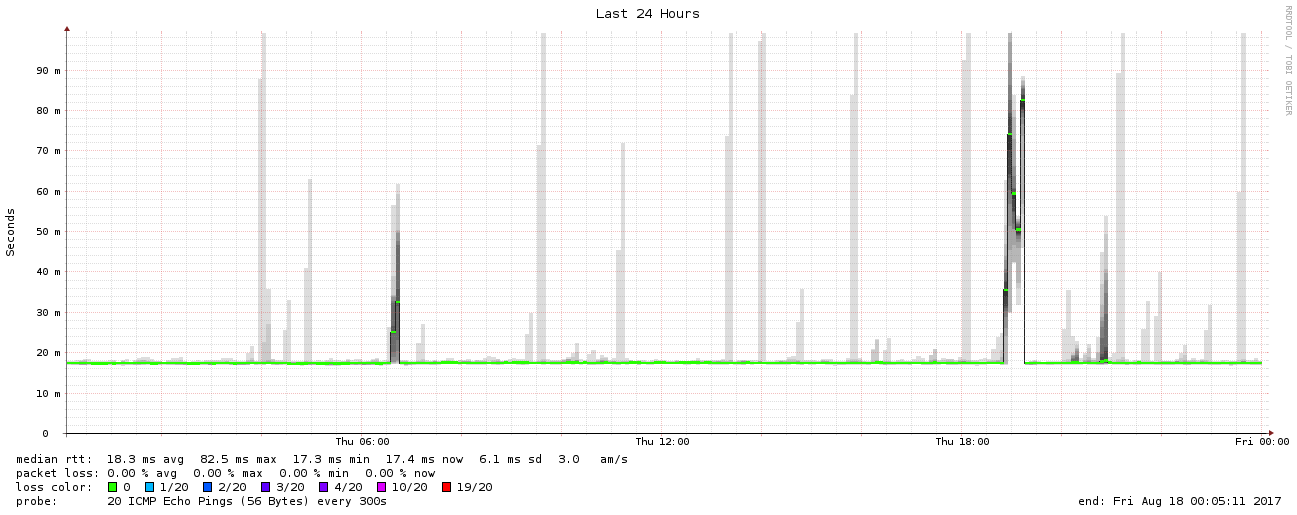 Last 24 Hours
RRDTOOL / TOBI OETIKER
Seconds
90 m
80 m
70 m
60 m
50 m
40 m
30 m
20 m
10 m
0
Thu 06:00 Thu 12:00 Thu 18:00 Fri 00:00
median rtt: 18.3 ms avg 82.5 ms max 17.3 ms min 17.4 ms now 6.1 ms sd 3.0 am/s
packet loss: 0.00 % avg 0.00 % max 0.00 % min 0.00 % now
loss color: 0 1/20 2/20 3/20 4/20 10/20 19/20
probe: 20 ICMP Echo Pings (56 Bytes) every 300s end: Fri Aug 18 00:05:11 2017